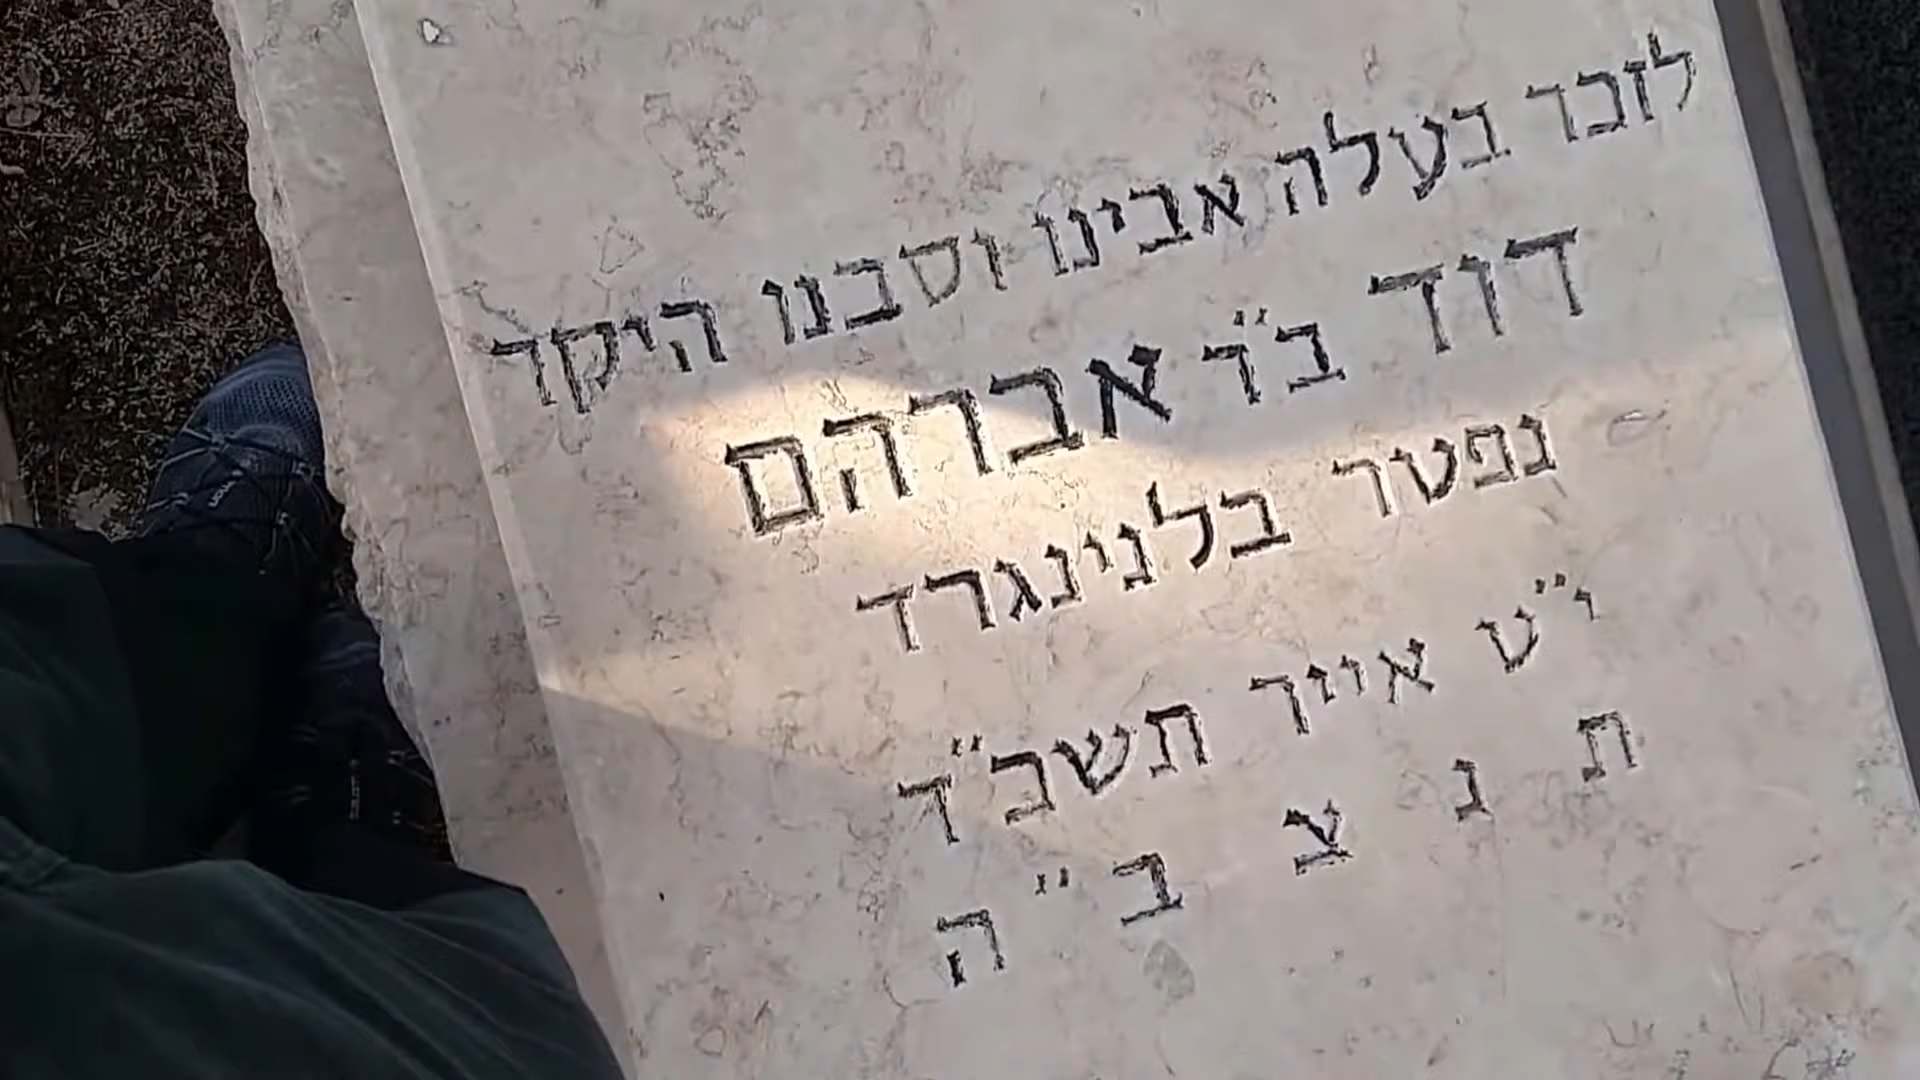 לזכר בעלה אבינו וסבנו היקר
דוד ב״ר אברהם
נפטר בלנינגרד
י״ט אייר תשכ״ד
ת נ צ ב״ה